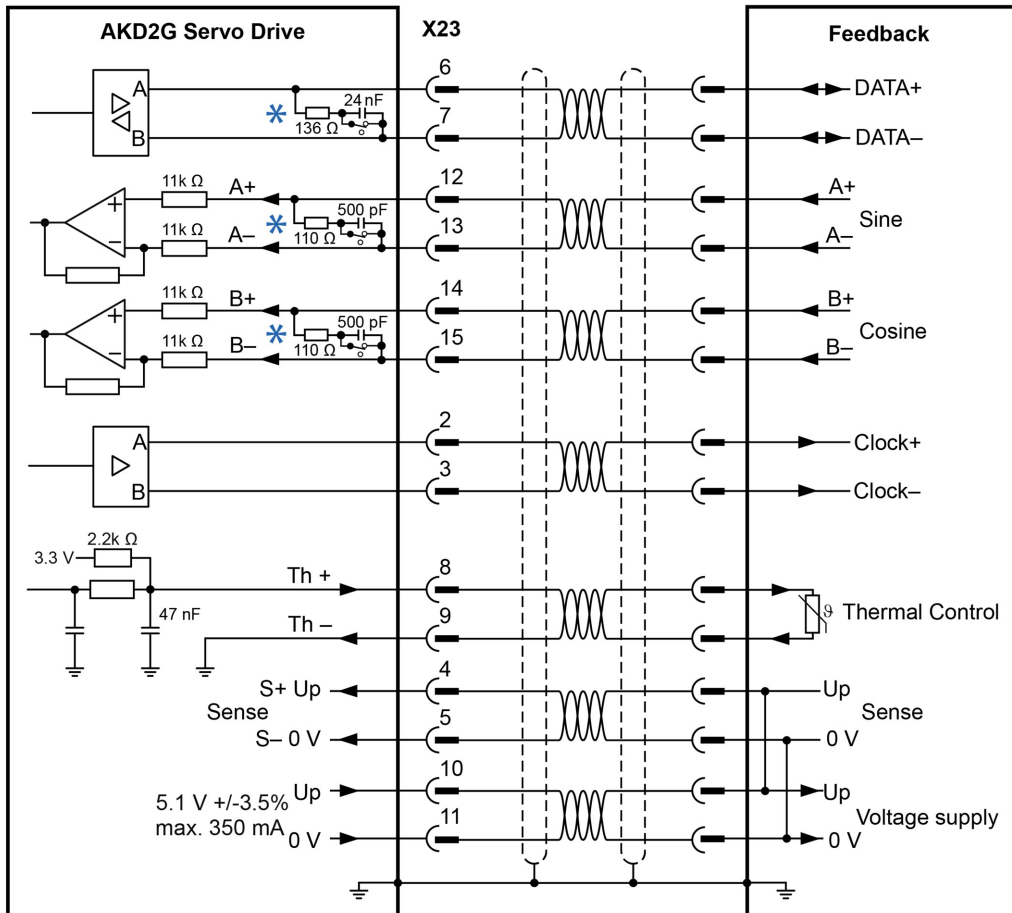 AKD2G Servo Drive X23 Feedback
A 6 DATA+
* 24 nF
136 Ω 7
B DATA–
11k Ω A+ 12 A+
+ 500 pF Sine
* 11k Ω A– 110 Ω 13
– A–
11k Ω B+ 14 B+
+ 500 pF Cosine
* 11k Ω B– 110 Ω 15
– B–
A 2 Clock+
B 3 Clock–
2.2k Ω
3.3 V Th + 8
47 nF ϑ Thermal Control
Th – 9
S+ Up 4 Up
Sense Sense
S– 0 V 5 0 V
Up 10 Up
5.1 V +/-3.5% Voltage supply
max. 350 mA 0 V 11 0 V